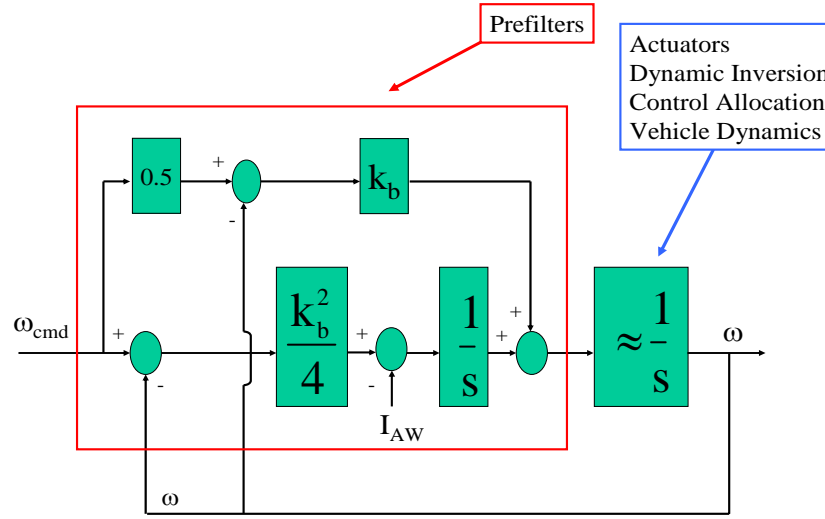 Prefilters
Actuators
Dynamic Inversion
Control Allocation
Vehicle Dynamics
0.5
+
-
k_b
ω_cmd
+
-
k_b^2
4
+
-
I_AW
1
s
+
+
≈ 1
s
ω
ω